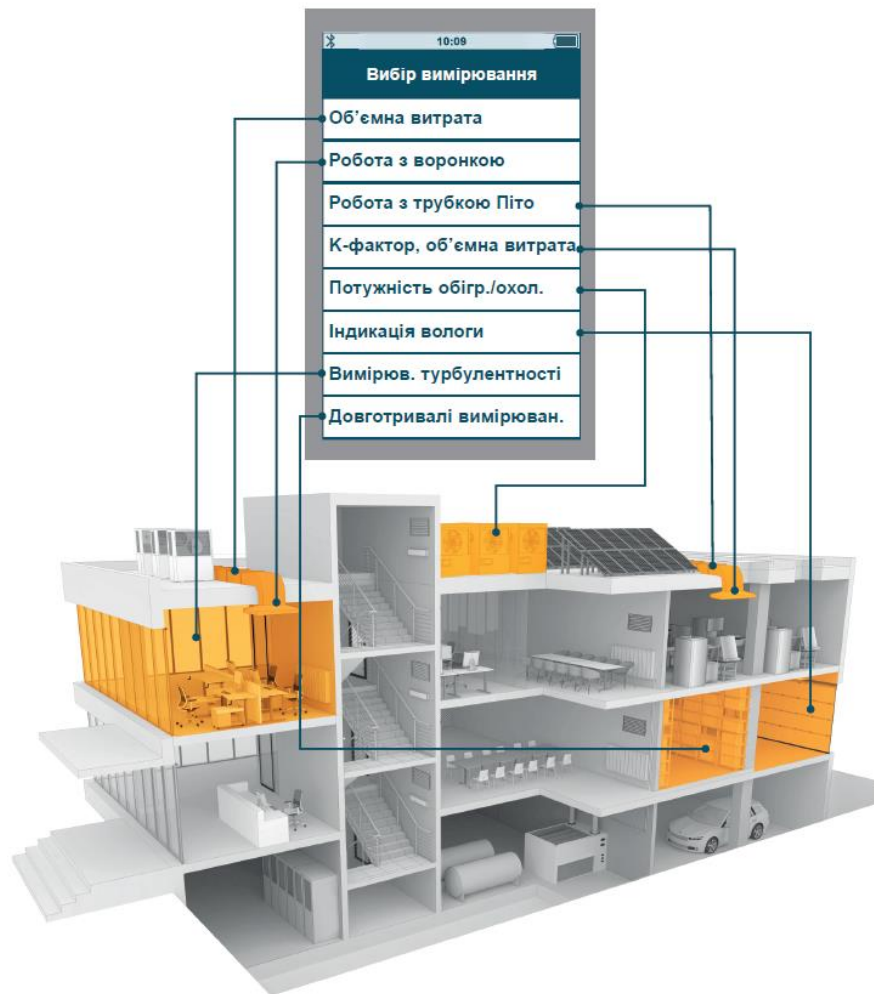 10:09
Вибір вимірювання
Об’ємна витрата
Робота з воронкою
Робота з трубкою Піто
К-фактор, об’ємна витрата
Потужність обігр./охол.
Індикація вологи
Вимірюв. турбулентності
Довготривалі вимірюван.